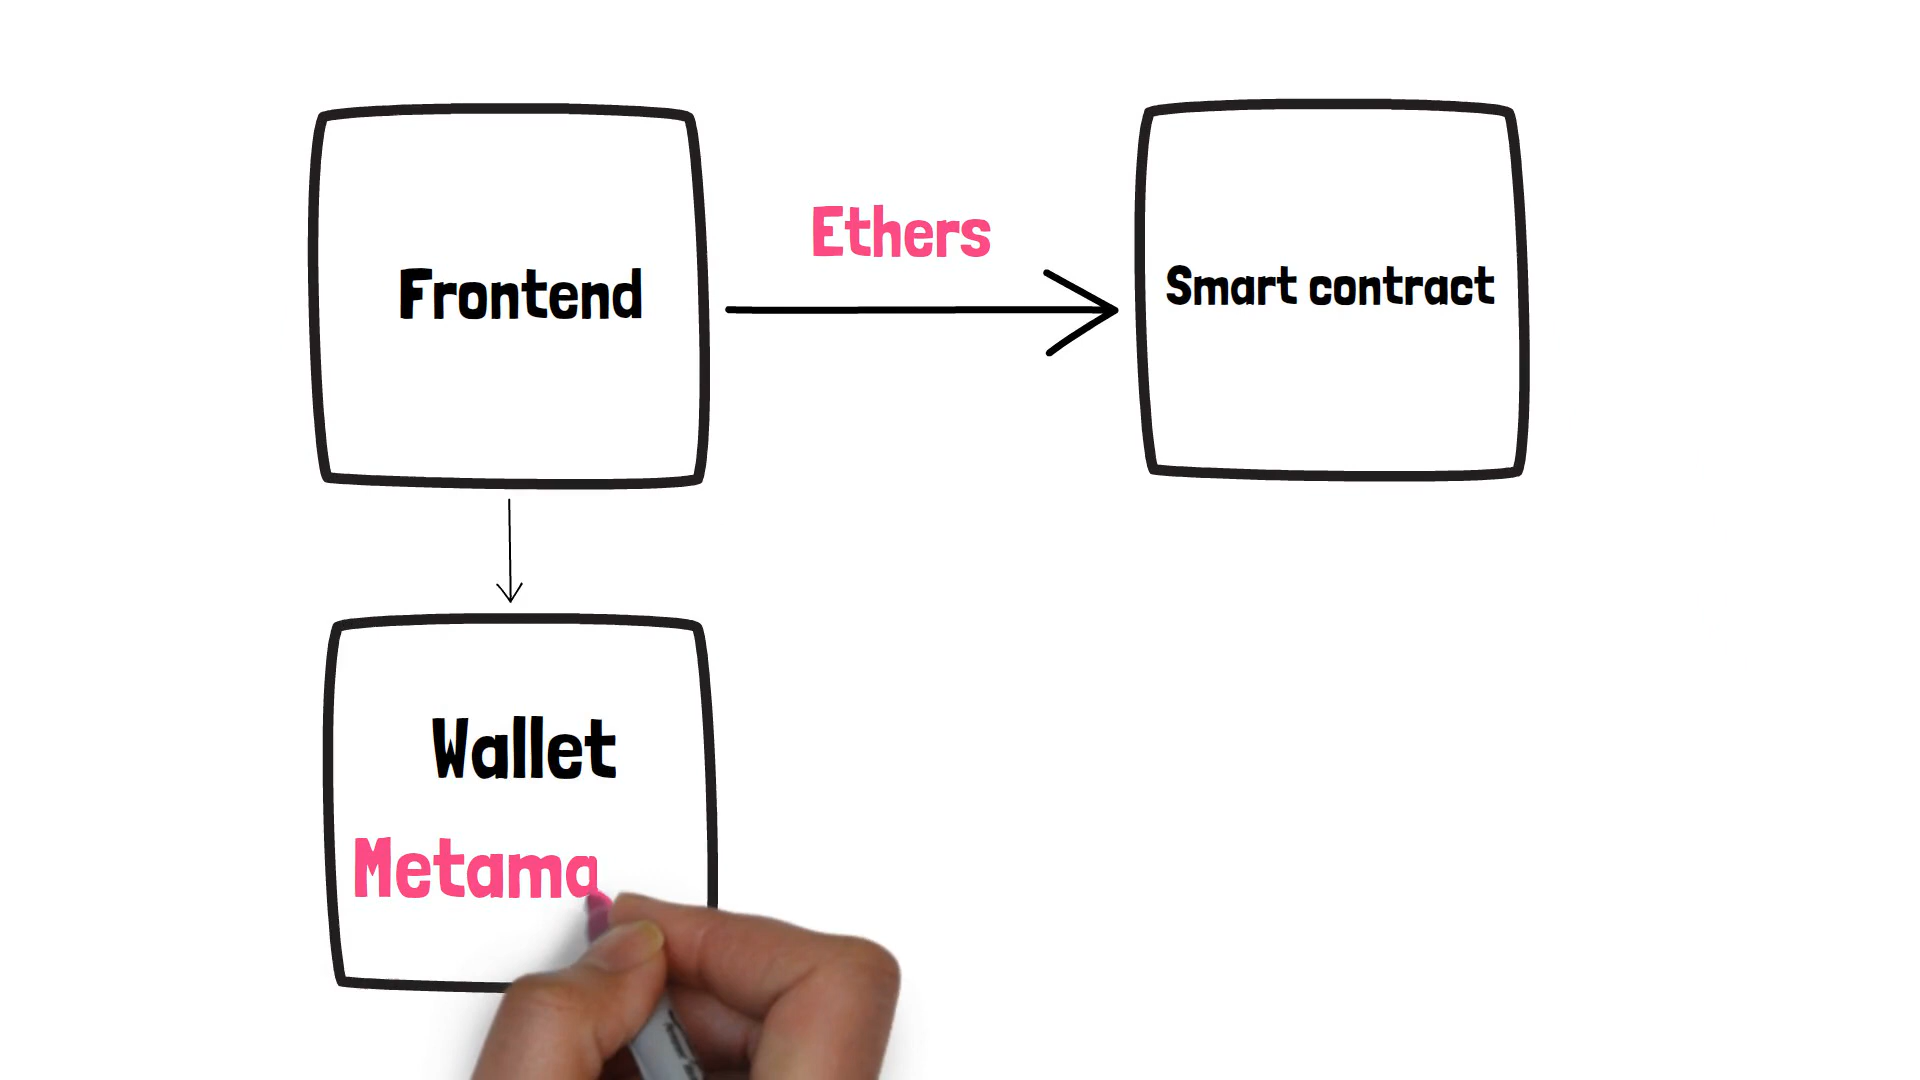 Ethers
Frontend
Smart contract
Wallet
Metama